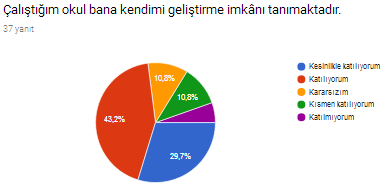 Çalıştığım okul bana kendimi geliştirme imkânı tanımaktadır.
37 yanıt
Kesinlikle katılıyorum
Katılıyorum
Kararsızım
Kısmen katılıyorum
Katılmıyorum
10,8%
10,8%
43,2%
29,7%